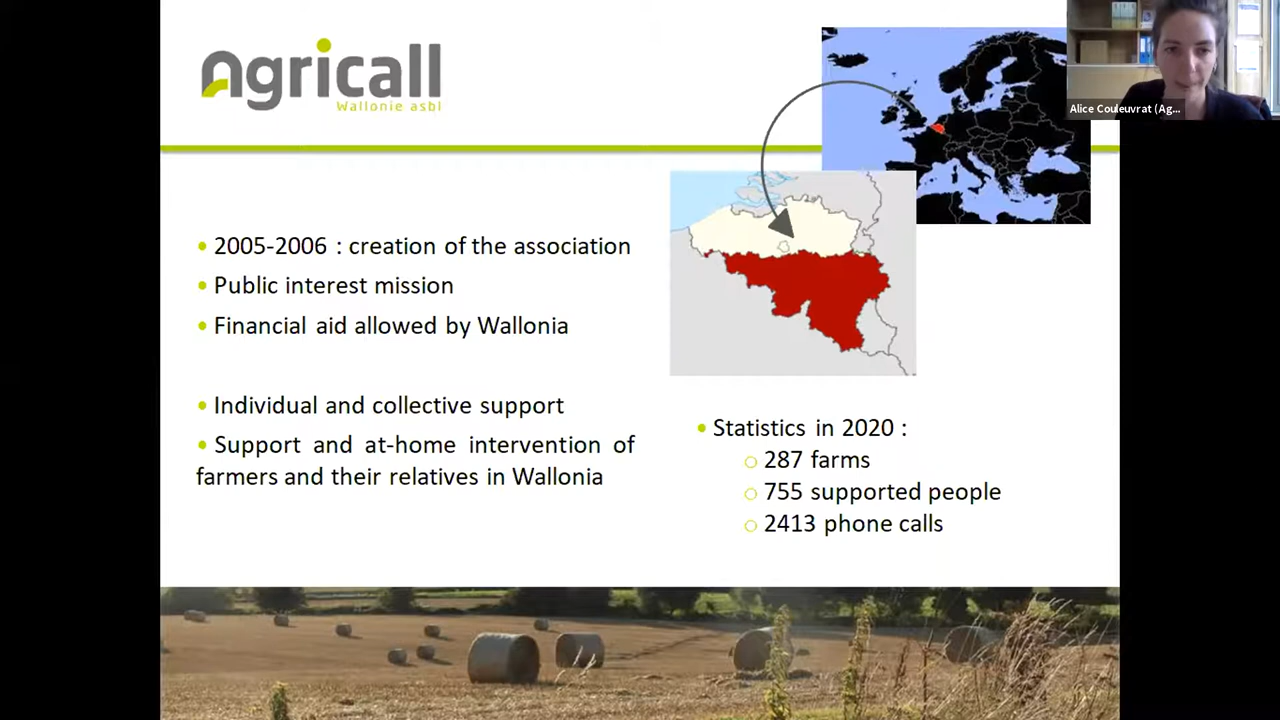 Agricall
Wallonie asbl
Alice Couleuvrat (Ag...
• 2005-2006 : creation of the association
• Public interest mission
• Financial aid allowed by Wallonia
• Individual and collective support
• Support and at-home intervention of
farmers and their relatives in Wallonia
• Statistics in 2020 :
○ 287 farms
○ 755 supported people
○ 2413 phone calls